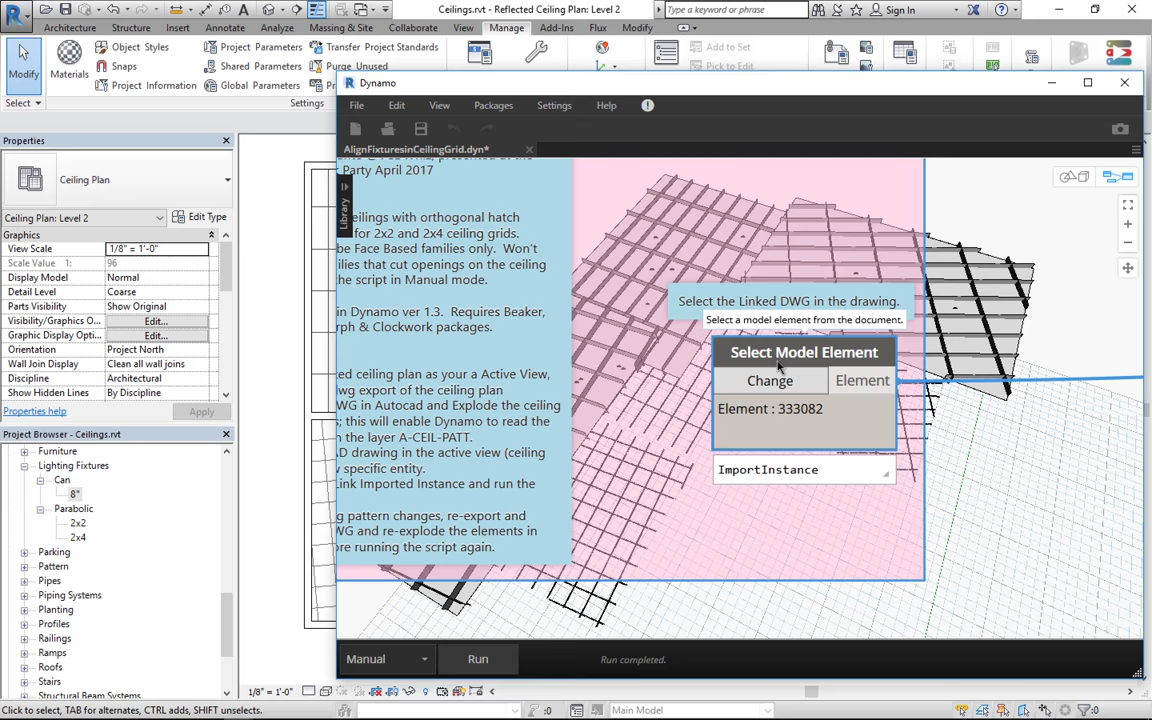 Ceilings.rvt - Reflected Ceiling Plan: Level 2
Type a keyword or phrase
Sign In
Architecture
Structure
Insert
Annotate
Analyze
Massing & Site
Collaborate
View
Manage
Add-Ins
Flux
Modify
Modify
Materials
Object Styles
Snaps
Project Information
Project Parameters
Shared Parameters
Global Parameters
Transfer Project Standards
Purge Unused
Add to Set
Pick to Edit
Select
Settings
Properties
Ceiling Plan
Ceiling Plan: Level 2
Edit Type
Graphics
View Scale
1/8" = 1'-0"
Scale Value 1:
96
Display Model
Normal
Detail Level
Coarse
Parts Visibility
Show Original
Visibility/Graphics O...
Edit...
Graphic Display Opti...
Edit...
Orientation
Project North
Wall Join Display
Clean all wall joins
Discipline
Architectural
Show Hidden Lines
By Discipline
Properties help
Apply
Project Browser - Ceilings.rvt
Furniture
Lighting Fixtures
Can
8"
Parabolic
2x2
2x4
Parking
Pattern
Pipes
Piping Systems
Planting
Profiles
Railings
Ramps
Roofs
Site
Structural Beam Systems
Dynamo
File
Edit
View
Packages
Settings
Help
AlignFixturesinCeilingGrid.dyn*
Library
t Party April 2017
ceilings with orthogonal hatch
for 2x2 and 2x4 ceiling grids.
be Face Based families only. Won't
ilies that cut openings on the ceiling
he script in Manual mode.
in Dynamo ver 1.3. Requires Beaker,
rph & Clockwork packages.
ted ceiling plan as your a Active View,
dwg export of the ceiling plan
WG in Autocad and Explode the ceiling
s; this will enable Dynamo to read the
n the layer A-CEIL-PATT.
AD drawing in the active view (ceiling
w specific entity.
Link Imported Instance and run the
g pattern changes, re-export and
WG and re-explode the elements in
ore running the script again.
Select the Linked DWG in the drawing.
Select a model element from the document.
Select Model Element
Change
Element
Element : 333082
ImportInstance
Manual
Run
Run completed.
1/8" = 1'-0"
Click to select, TAB for alternates, CTRL adds, SHIFT unselects.
:0
Main Model
:0